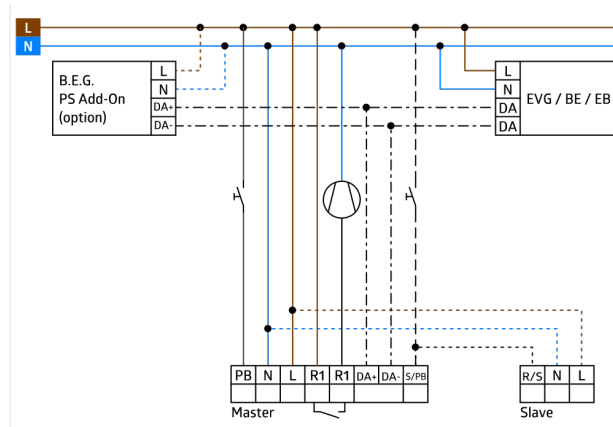 L
N
B.E.G.
PS Add-On
(option)
L
N
DA+
DA-
L
N
DA
DA
EVG / BE / EB
PB N L R1 R1 DA+ DA- S/PB
Master
R/S N L
Slave